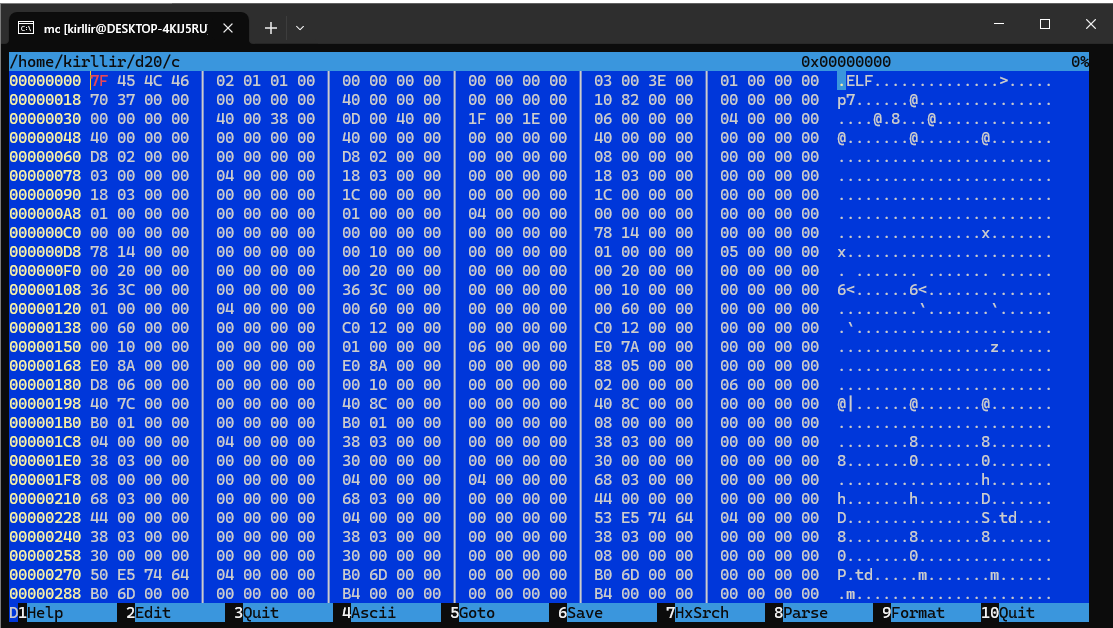 mc [kirllir@DESKTOP-4KIJ5RU
/home/kirllir/d20/c 0x00000000 0%
00000000 7F 45 4C 46 | 02 01 01 00 | 00 00 00 00 | 00 00 00 00 | 03 00 3E 00 | 01 00 00 00 .ELF..............>.....
00000018 70 37 00 00 | 00 00 00 00 | 40 00 00 00 | 00 00 00 00 | 10 82 00 00 | 00 00 00 00 p7......@...............
00000030 00 00 00 00 | 40 00 38 00 | 0D 00 40 00 | 1F 00 1E 00 | 06 00 00 00 | 04 00 00 00 ....@.8...@.............
00000048 40 00 00 00 | 00 00 00 00 | 40 00 00 00 | 00 00 00 00 | 40 00 00 00 | 00 00 00 00 @.......@.......@.......
00000060 D8 02 00 00 | 00 00 00 00 | D8 02 00 00 | 00 00 00 00 | 08 00 00 00 | 00 00 00 00 ........................
00000078 03 00 00 00 | 04 00 00 00 | 18 03 00 00 | 00 00 00 00 | 18 03 00 00 | 00 00 00 00 ........................
00000090 18 03 00 00 | 00 00 00 00 | 1C 00 00 00 | 00 00 00 00 | 1C 00 00 00 | 00 00 00 00 ........................
000000A8 01 00 00 00 | 00 00 00 00 | 01 00 00 00 | 04 00 00 00 | 00 00 00 00 | 00 00 00 00 ........................
000000C0 00 00 00 00 | 00 00 00 00 | 00 00 00 00 | 00 00 00 00 | 78 14 00 00 | 00 00 00 00 ................x.......
000000D8 78 14 00 00 | 00 00 00 00 | 00 10 00 00 | 00 00 00 00 | 01 00 00 00 | 05 00 00 00 x.......................
000000F0 00 20 00 00 | 00 00 00 00 | 00 20 00 00 | 00 00 00 00 | 00 20 00 00 | 00 00 00 00 . ....... ....... ......
00000108 36 3C 00 00 | 00 00 00 00 | 36 3C 00 00 | 00 00 00 00 | 00 10 00 00 | 00 00 00 00 6<......6<..............
00000120 01 00 00 00 | 04 00 00 00 | 00 60 00 00 | 00 00 00 00 | 00 60 00 00 | 00 00 00 00 .........`.......`......
00000138 00 60 00 00 | 00 00 00 00 | C0 12 00 00 | 00 00 00 00 | C0 12 00 00 | 00 00 00 00 .`......................
00000150 00 10 00 00 | 00 00 00 00 | 01 00 00 00 | 06 00 00 00 | E0 7A 00 00 | 00 00 00 00 .................z......
00000168 E0 8A 00 00 | 00 00 00 00 | E0 8A 00 00 | 00 00 00 00 | 88 05 00 00 | 00 00 00 00 ........................
00000180 D8 06 00 00 | 00 00 00 00 | 00 10 00 00 | 00 00 00 00 | 02 00 00 00 | 06 00 00 00 ........................
00000198 40 7C 00 00 | 00 00 00 00 | 40 8C 00 00 | 00 00 00 00 | 40 8C 00 00 | 00 00 00 00 @|......@.......@.......
000001B0 B0 01 00 00 | 00 00 00 00 | B0 01 00 00 | 00 00 00 00 | 08 00 00 00 | 00 00 00 00 ........................
000001C8 04 00 00 00 | 04 00 00 00 | 38 03 00 00 | 00 00 00 00 | 38 03 00 00 | 00 00 00 00 ........8.......8.......
000001E0 38 03 00 00 | 00 00 00 00 | 30 00 00 00 | 00 00 00 00 | 30 00 00 00 | 00 00 00 00 8.......0.......0.......
000001F8 08 00 00 00 | 00 00 00 00 | 04 00 00 00 | 04 00 00 00 | 68 03 00 00 | 00 00 00 00 ................h.......
00000210 68 03 00 00 | 00 00 00 00 | 68 03 00 00 | 00 00 00 00 | 44 00 00 00 | 00 00 00 00 h.......h.......D.......
00000228 44 00 00 00 | 00 00 00 00 | 04 00 00 00 | 00 00 00 00 | 53 E5 74 64 | 04 00 00 00 D...............S.td....
00000240 38 03 00 00 | 00 00 00 00 | 38 03 00 00 | 00 00 00 00 | 38 03 00 00 | 00 00 00 00 8.......8.......8.......
00000258 30 00 00 00 | 00 00 00 00 | 30 00 00 00 | 00 00 00 00 | 08 00 00 00 | 00 00 00 00 0.......0...............
00000270 50 E5 74 64 | 04 00 00 00 | B0 6D 00 00 | 00 00 00 00 | B0 6D 00 00 | 00 00 00 00 P.td.....m.......m......
00000288 B0 6D 00 00 | 00 00 00 00 | B4 00 00 00 | 00 00 00 00 | B4 00 00 00 | 00 00 00 00 .m......................
D1Help 2Edit 3Quit 4Ascii 5Goto 6Save 7HxSrch 8Parse 9Format 10Quit